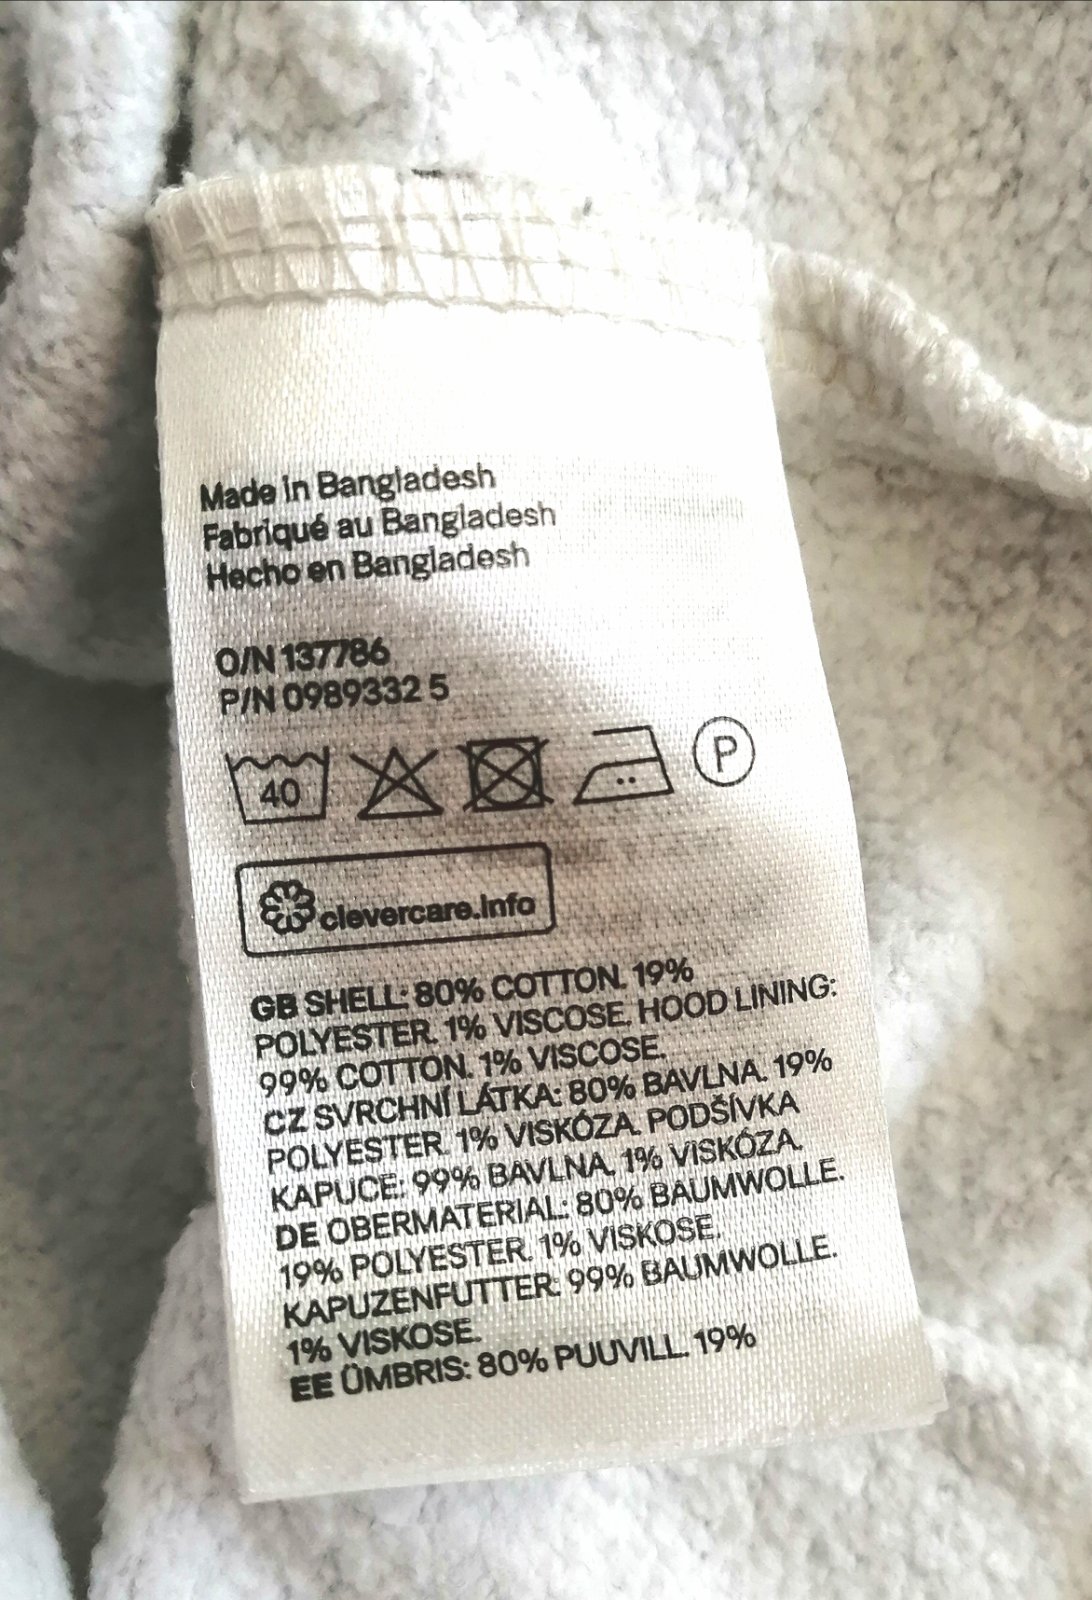 Made in Bangladesh
Fabriqué au Bangladesh
Hecho en Bangladesh
O/N 137786
P/N 0989332 5
40
P
clevercare.info
GB SHELL: 80% COTTON. 19%
POLYESTER. 1% VISCOSE. HOOD LINING:
99% COTTON. 1% VISCOSE.
CZ SVRCHNÍ LÁTKA: 80% BAVLNA. 19%
POLYESTER. 1% VISKÓZA. PODŠÍVKA
KAPUCE: 99% BAVLNA. 1% VISKÓZA.
DE OBERMATERIAL: 80% BAUMWOLLE.
19% POLYESTER. 1% VISKOSE.
KAPUZENFUTTER: 99% BAUMWOLLE.
1% VISKOSE.
EE ÜMBRIS: 80% PUUVILL. 19%